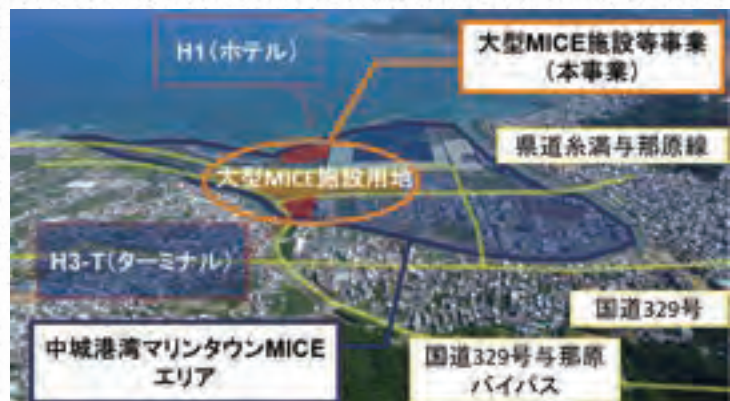 H1(ホテル)
大型MICE施設等事業
(本事業)
県道糸満与那原線
大型MICE施設用地
H3-T(ターミナル)
国道329号
中城港湾マリンタウンMICE
エリア
国道329号与那原
バイパス